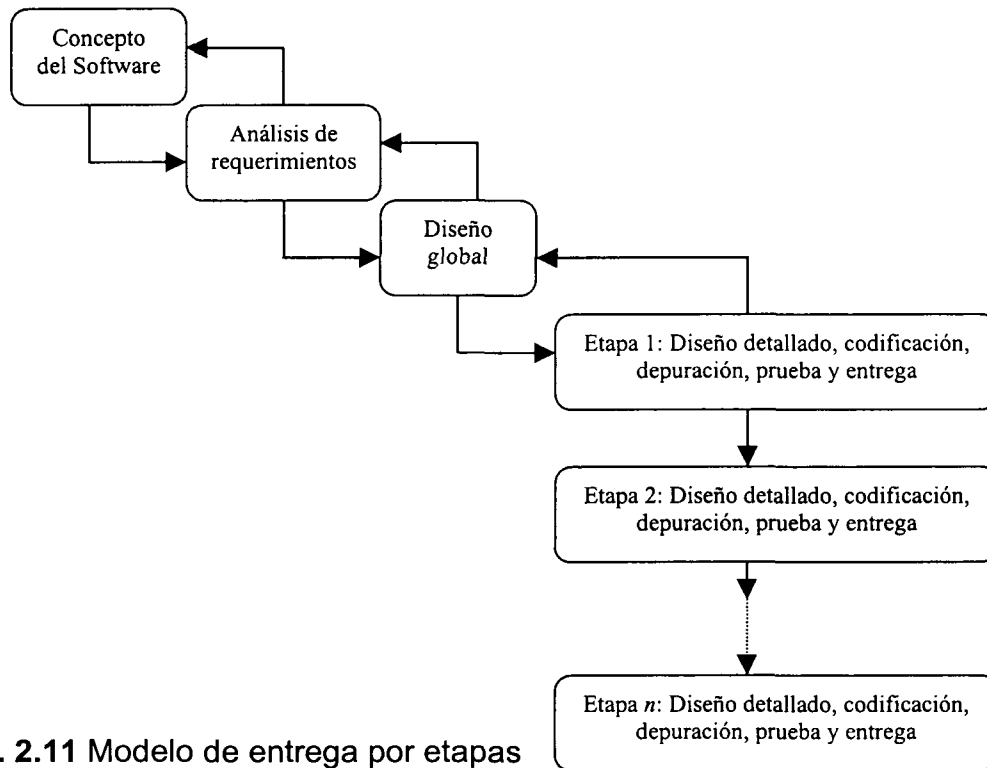 Concepto
del Software
Análisis de
requerimientos
Diseño
global
Etapa 1: Diseño detallado, codificación,
depuración, prueba y entrega
Etapa 2: Diseño detallado, codificación,
depuración, prueba y entrega
Etapa n: Diseño detallado, codificación,
depuración, prueba y entrega
. 2.11 Modelo de entrega por etapas